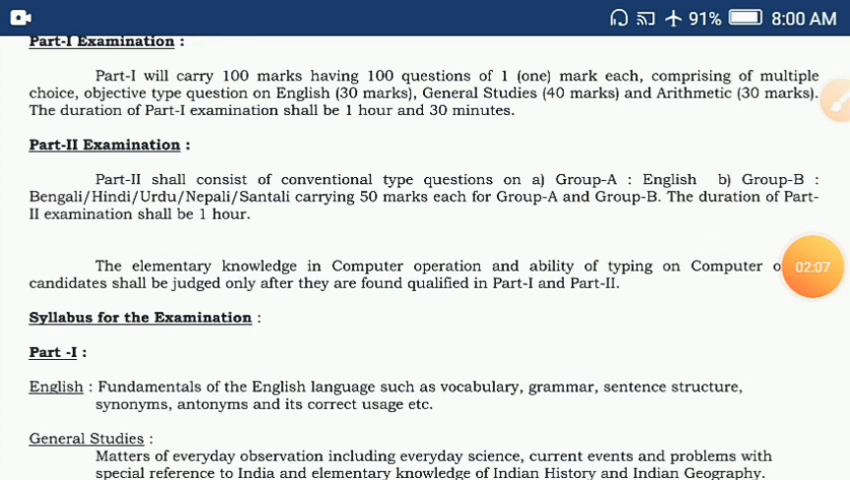 91% 8:00 AM
Part-I Examination :
Part-I will carry 100 marks having 100 questions of 1 (one) mark each, comprising of multiple
choice, objective type question on English (30 marks), General Studies (40 marks) and Arithmetic (30 marks).
The duration of Part-I examination shall be 1 hour and 30 minutes.
Part-II Examination :
Part-II shall consist of conventional type questions on a) Group-A : English b) Group-B :
Bengali/Hindi/Urdu/Nepali/Santali carrying 50 marks each for Group-A and Group-B. The duration of Part-
II examination shall be 1 hour.
The elementary knowledge in Computer operation and ability of typing on Computer
02:07
candidates shall be judged only after they are found qualified in Part-I and Part-II.
Syllabus for the Examination :
Part -I :
English : Fundamentals of the English language such as vocabulary, grammar, sentence structure,
synonyms, antonyms and its correct usage etc.
General Studies :
Matters of everyday observation including everyday science, current events and problems with
special reference to India and elementary knowledge of Indian History and Indian Geography.